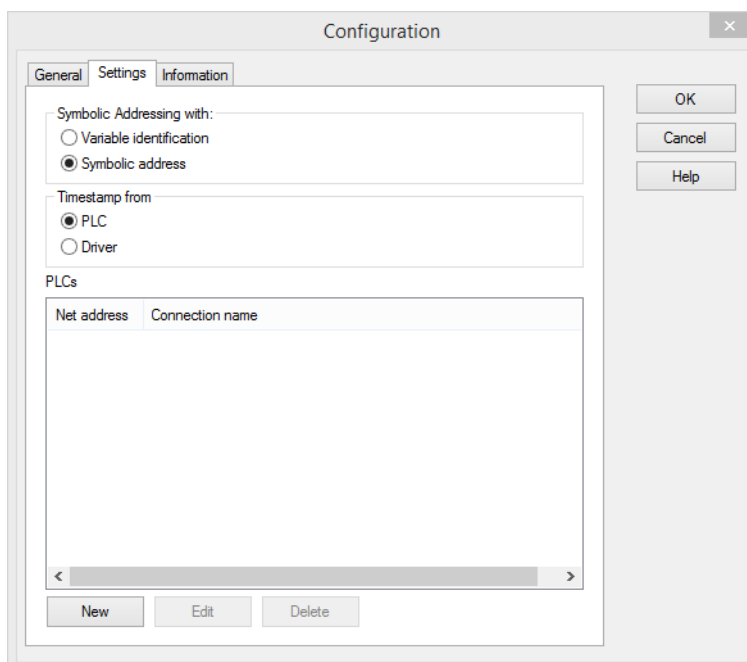 Configuration
General Settings Information
OK
Cancel
Help
Symbolic Addressing with:
Variable identification
Symbolic address
Timestamp from
PLC
Driver
PLCs
Net address Connection name
New Edit Delete